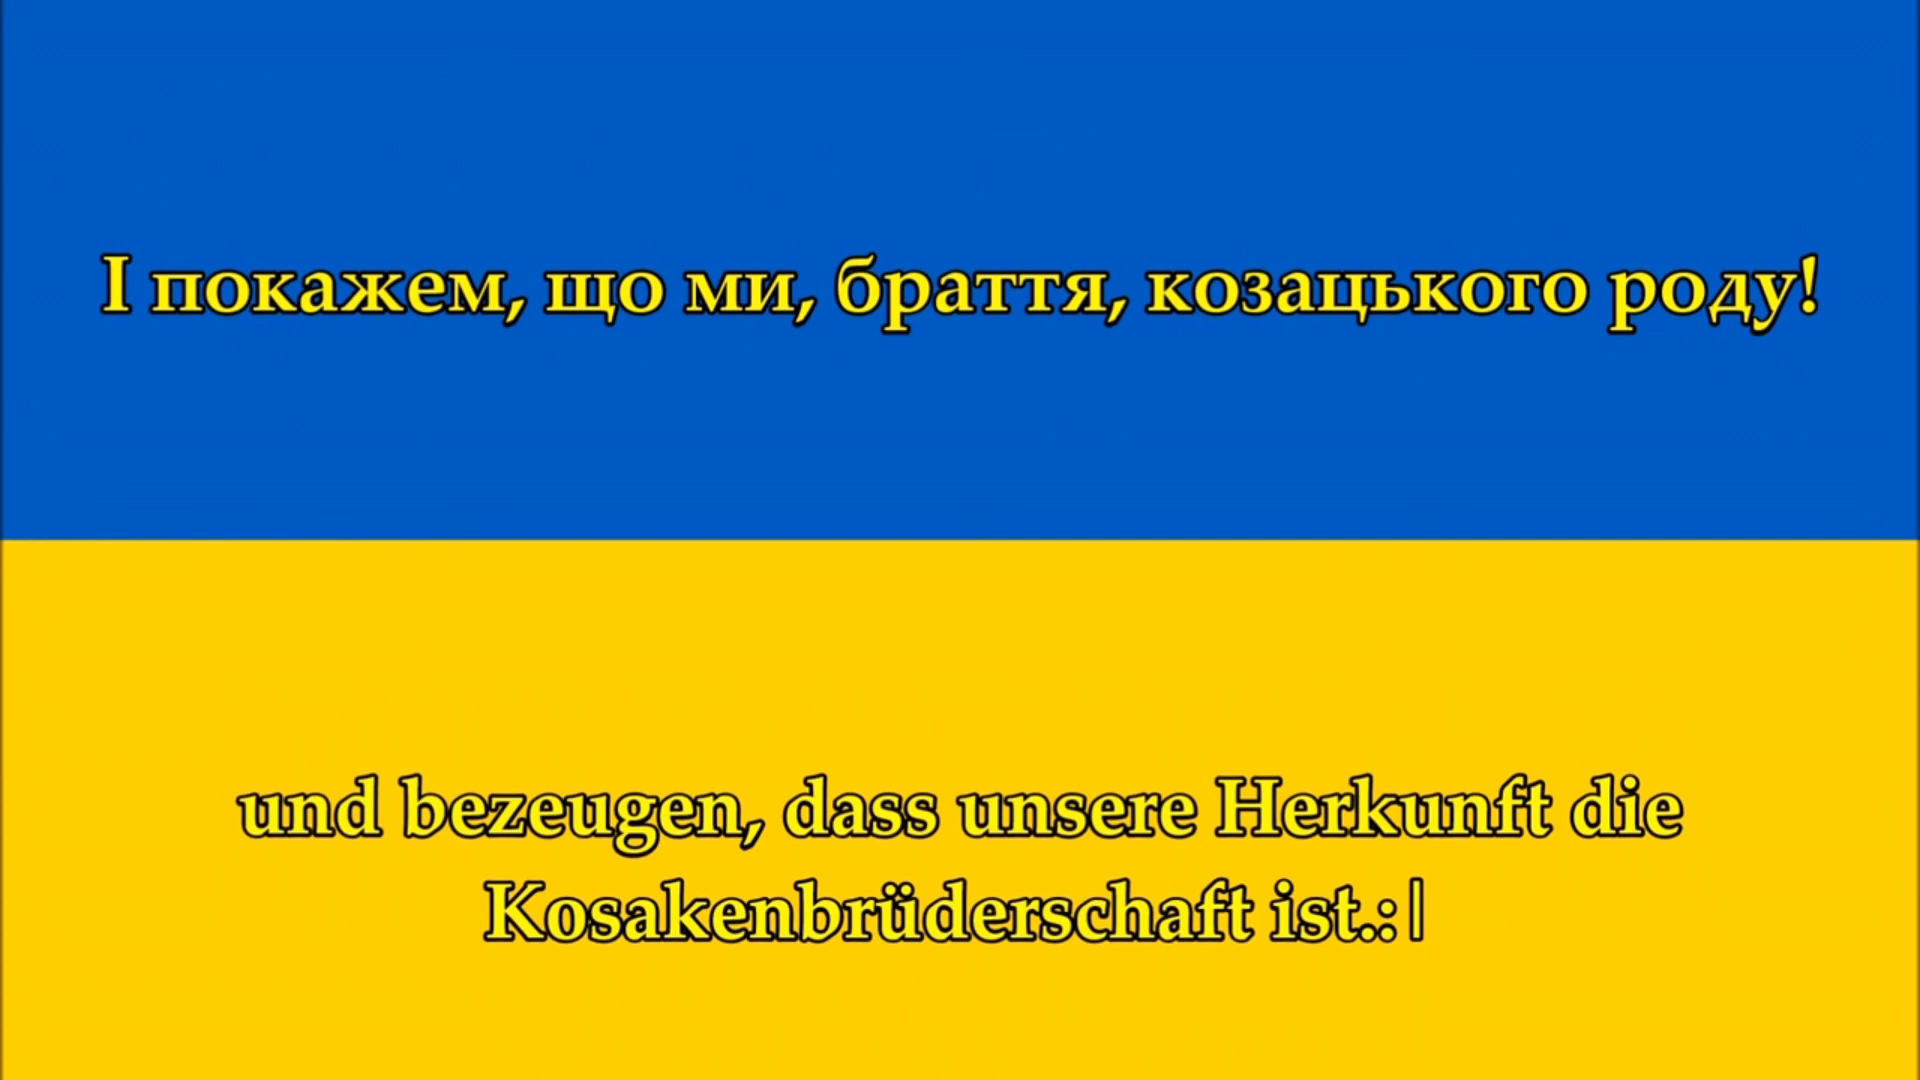 І покажем, що ми, браття, козацького роду!
und bezeugen, dass unsere Herkunft die
Kosakenbrüderschaft ist.:|